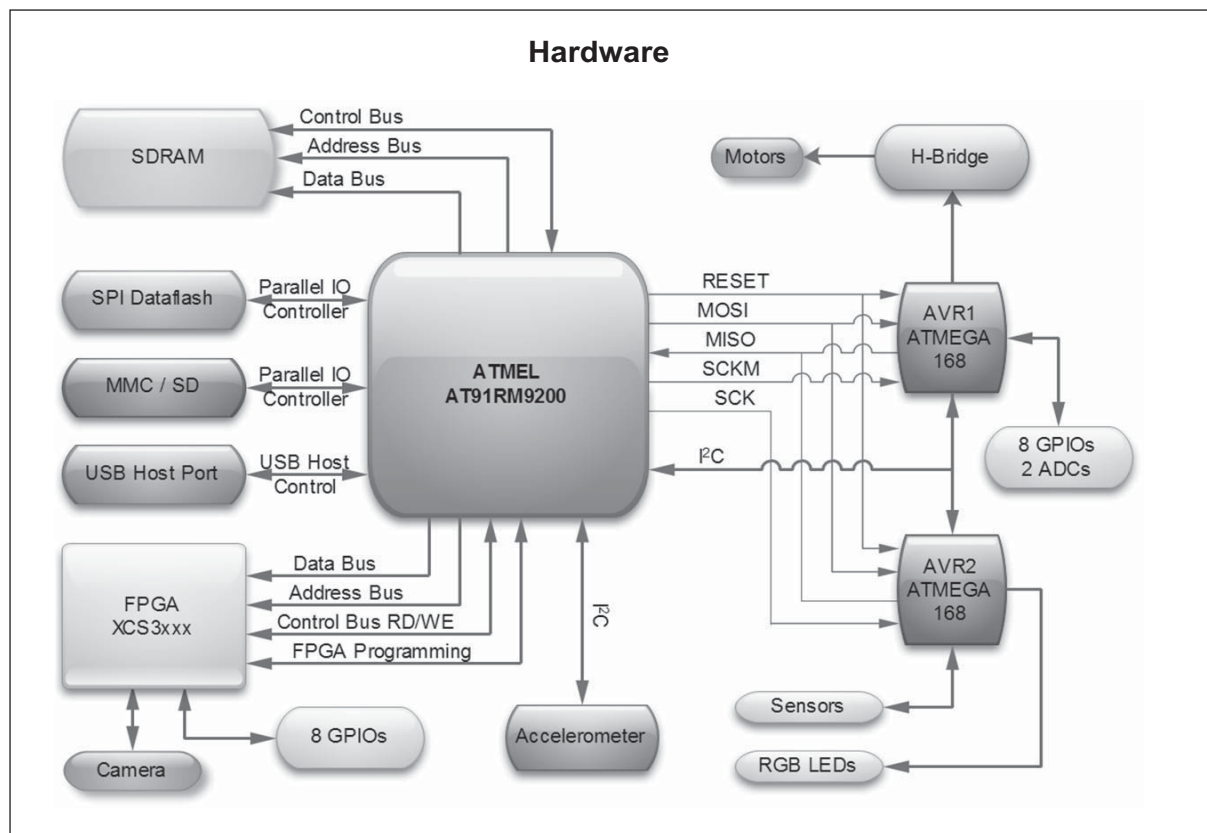 Hardware
Control Bus
Address Bus
Data Bus
SDRAM
Motors
H-Bridge
SPI Dataflash
Parallel IO
Controller
MMC / SD
Parallel IO
Controller
USB Host Port
USB Host
Control
ATMEL
AT91RM9200
RESET
MOSI
MISO
SCKM
SCK
I²C
AVR1
ATMEGA
168
8 GPIOs
2 ADCs
AVR2
ATMEGA
168
FPGA
XCS3xxx
Data Bus
Address Bus
Control Bus RD/WE
FPGA Programming
I²C
Camera
8 GPIOs
Accelerometer
Sensors
RGB LEDs